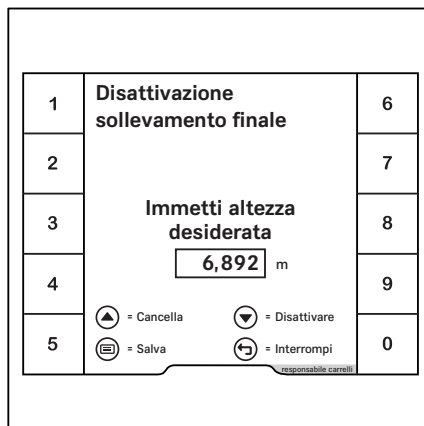 Disattivazione
sollevamento finale
1
6
2
7
Immetti altezza
desiderata
3
8
6,892 m
4
9
= Cancella
= Disattivare
5
= Salva
= Interrompi
0
responsabile carrelli